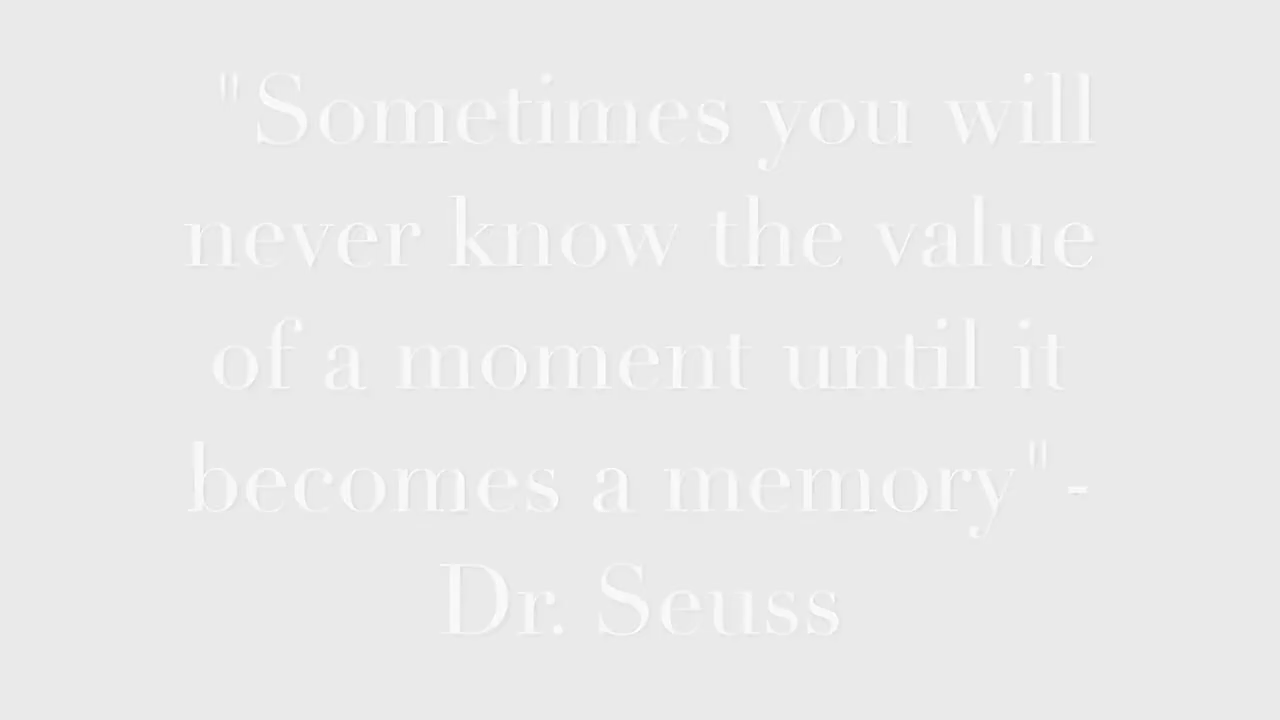 "Sometimes you will
never know the value
of a moment until it
becomes a memory" -
Dr. Seuss